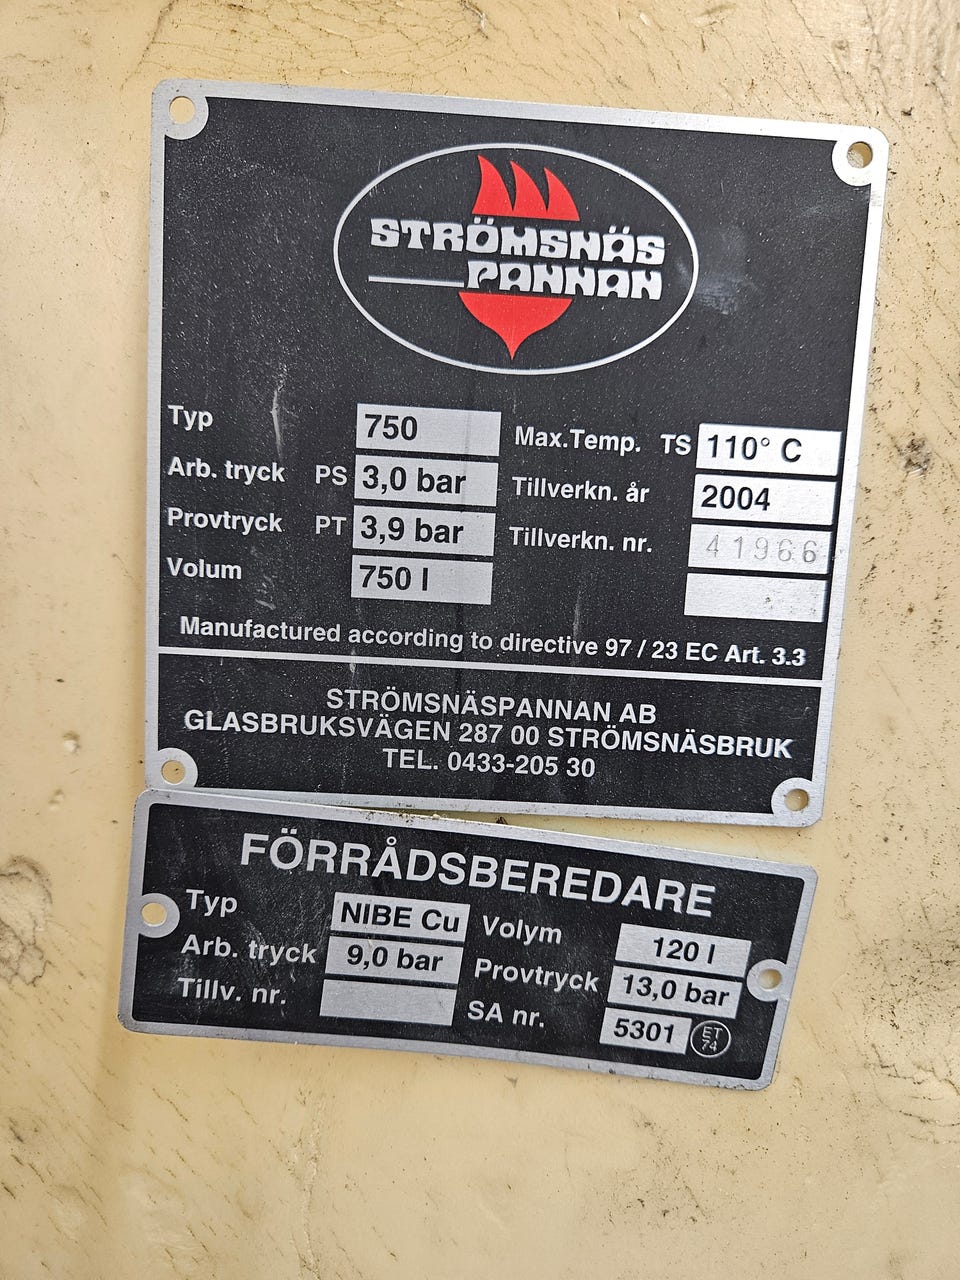 STRÖMSNÄS
PANNAN
Typ 750 Max.Temp. TS 110° C
Arb. tryck PS 3,0 bar Tillverkn. år 2004
Provtryck PT 3,9 bar Tillverkn. nr. 41966
Volum 750 l
Manufactured according to directive 97 / 23 EC Art. 3.3
STRÖMSNÄSPANNAN AB
GLASBRUKSVÄGEN 287 00 STRÖMSNÄSBRUK
TEL. 0433-205 30
FÖRRÅDSBEREDARE
Typ NIBE Cu Volym 120 l
Arb. tryck 9,0 bar Provtryck 13,0 bar
Tillv. nr. SA nr. 5301 ET 74